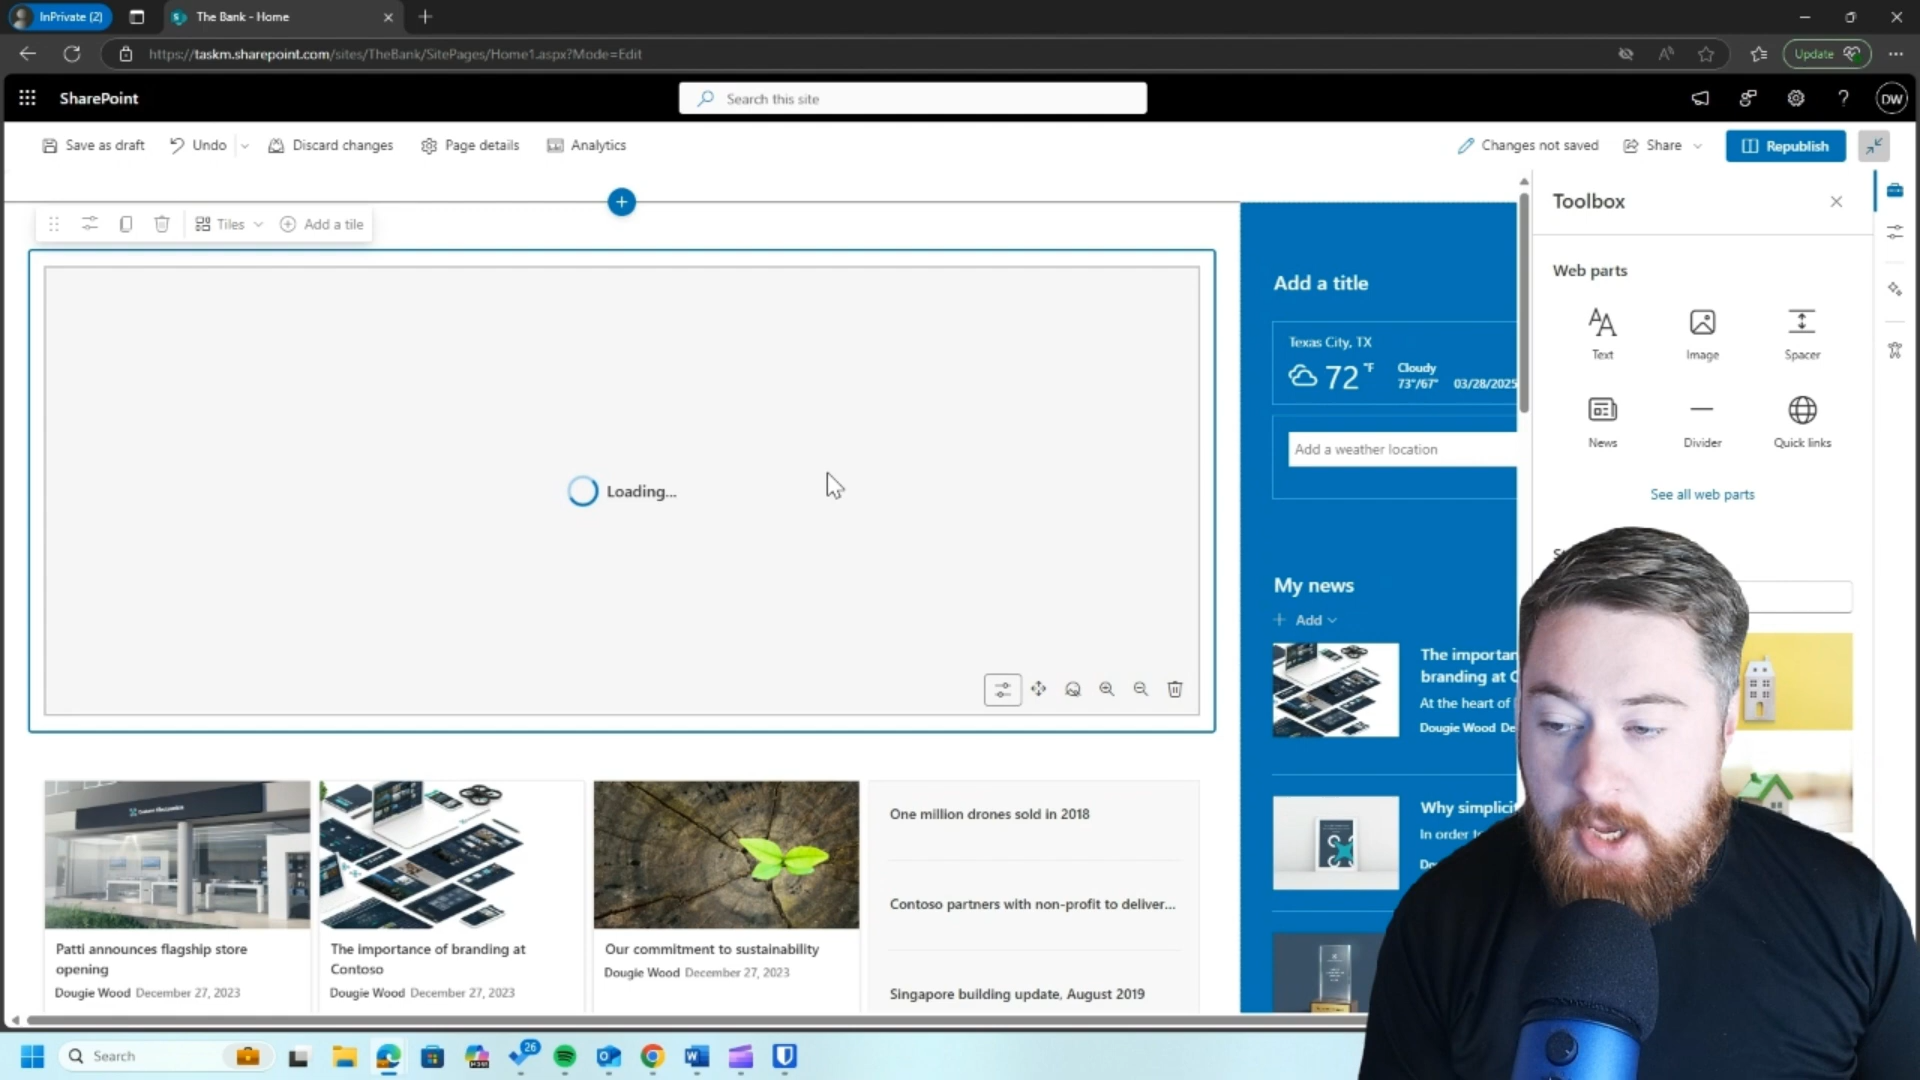 InPrivate (2)
The Bank - Home
https://taskm.sharepoint.com/sites/TheBank/SitePages/Home1.aspx?Mode=Edit
Update
SharePoint
Search this site
DW
Save as draft
Undo
Discard changes
Page details
Analytics
Changes not saved
Share
Republish
Tiles
Add a tile
Loading...
Add a title
Texas City, TX
72 °F
Cloudy
73°/67°
03/28/2025
Add a weather location
My news
Add
The importan
branding at C
At the heart of
Dougie Wood De
Why simplici
In order t
Toolbox
Web parts
Text
Image
Spacer
News
Divider
Quick links
See all web parts
Patti announces flagship store
opening
Dougie Wood December 27, 2023
The importance of branding at
Contoso
Dougie Wood December 27, 2023
Our commitment to sustainability
Dougie Wood December 27, 2023
One million drones sold in 2018
Contoso partners with non-profit to deliver...
Singapore building update, August 2019
Search
26